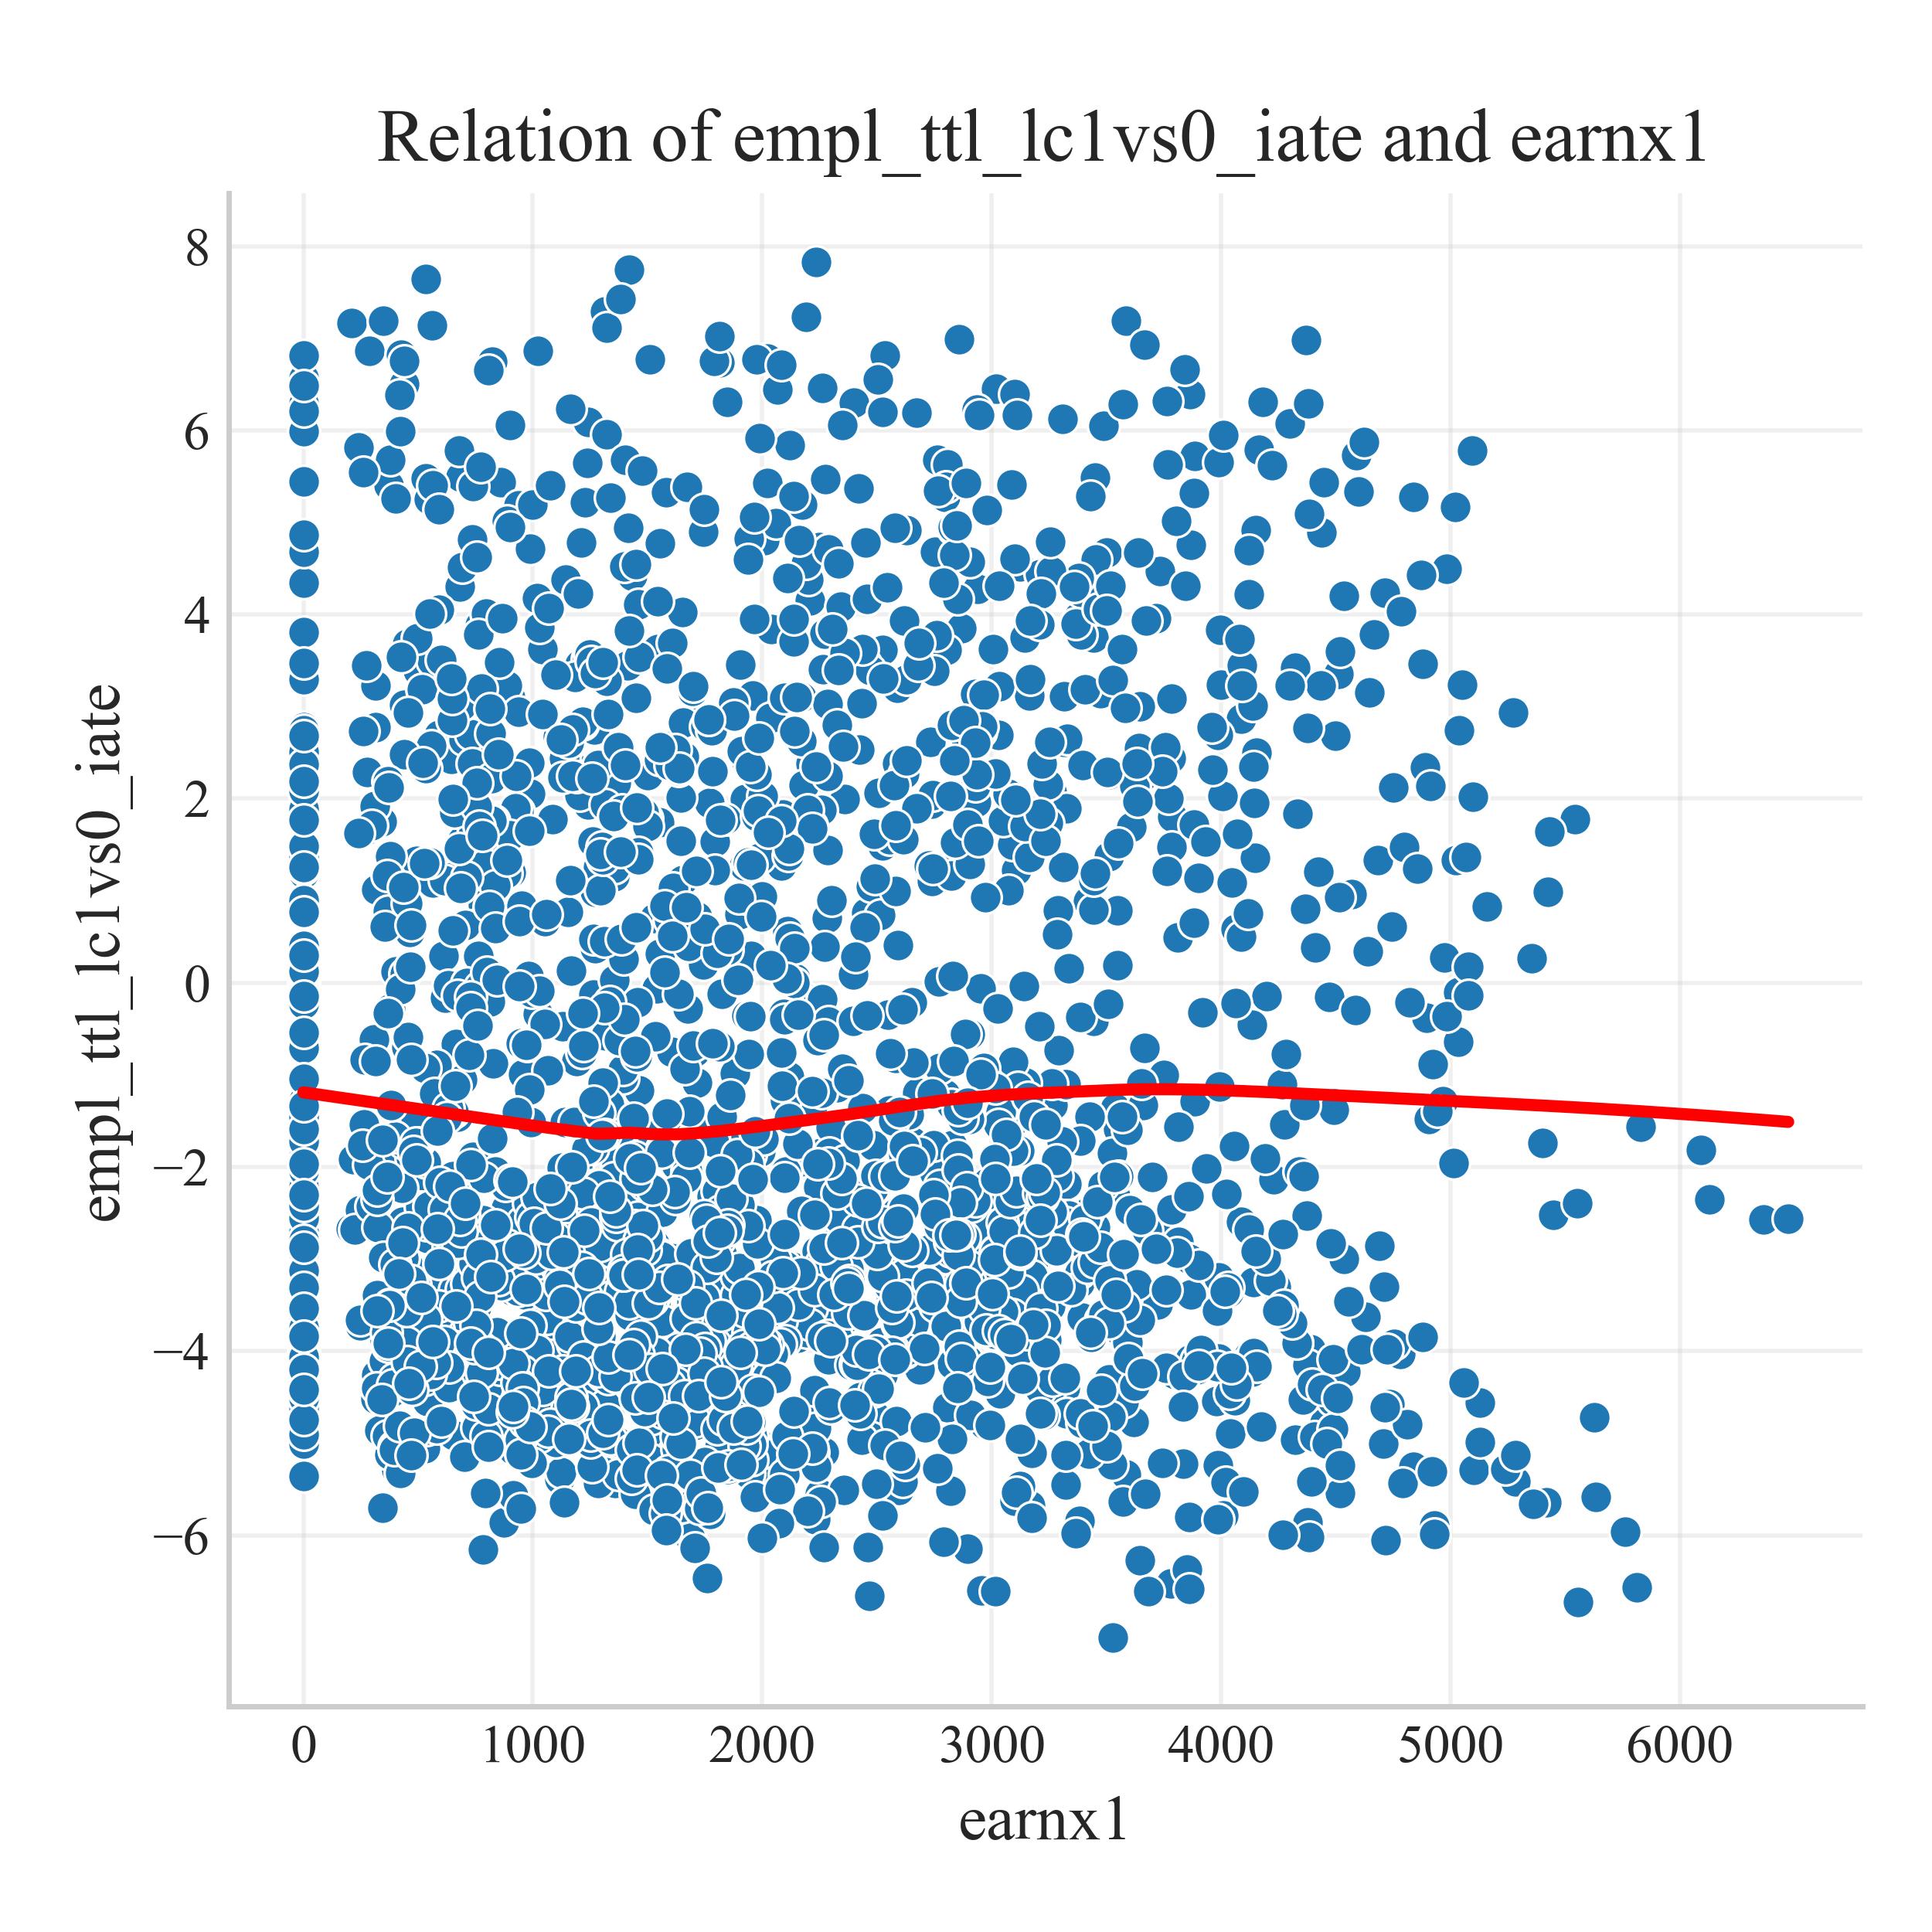 Relation of empl_ttl_lc1vs0_iate and earnx1
empl_ttl_lc1vs0_iate
8
6
4
2
0
−2
−4
−6
0 1000 2000 3000 4000 5000 6000
earnx1